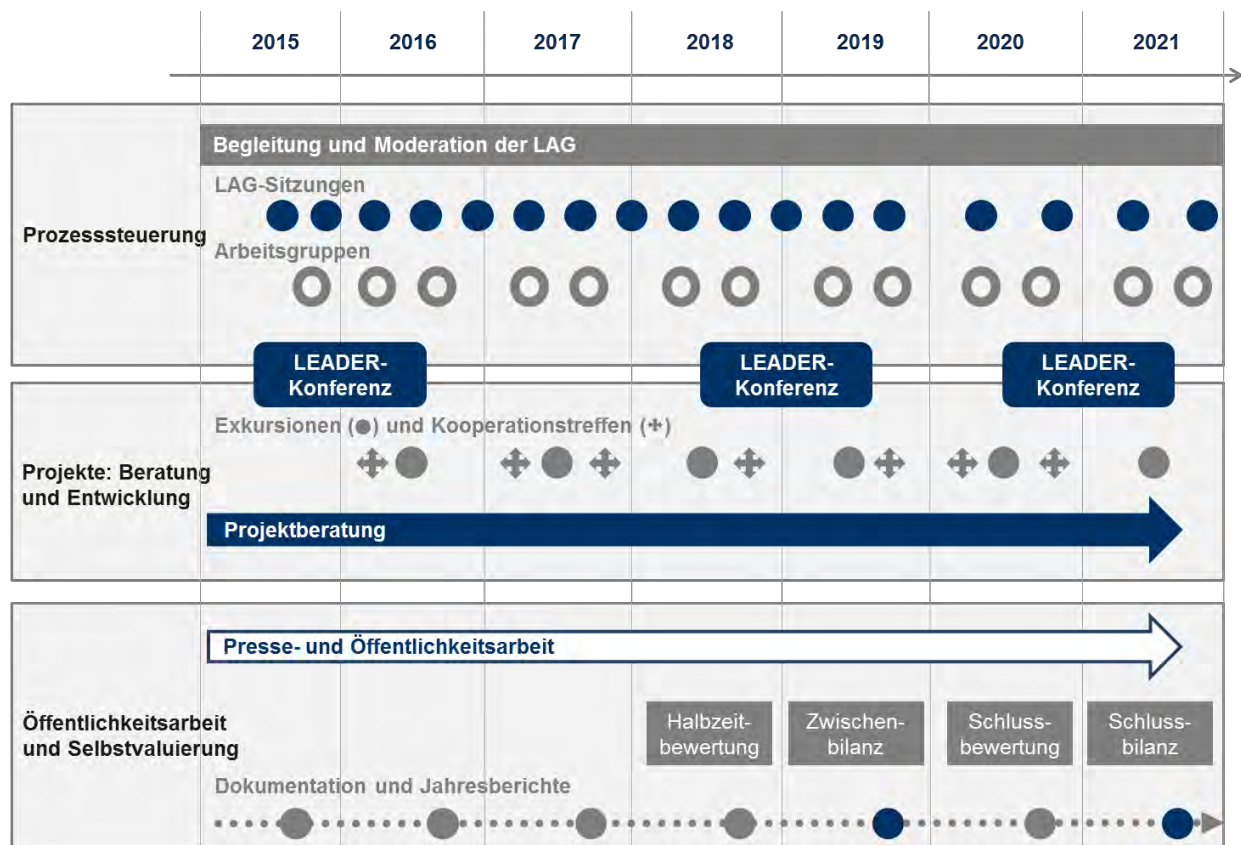 2015 2016 2017 2018 2019 2020 2021
Begleitung und Moderation der LAG
LAG-Sitzungen
Prozesssteuerung
Arbeitsgruppen
LEADER-
Konferenz
LEADER-
Konferenz
LEADER-
Konferenz
Exkursionen (●) und Kooperationstreffen (✢)
Projekte: Beratung
und Entwicklung
Projektberatung
Presse- und Öffentlichkeitsarbeit
Öffentlichkeitsarbeit
und Selbstvaluierung
Halbzeit-
bewertung
Zwischen-
bilanz
Schluss-
bewertung
Schluss-
bilanz
Dokumentation und Jahresberichte